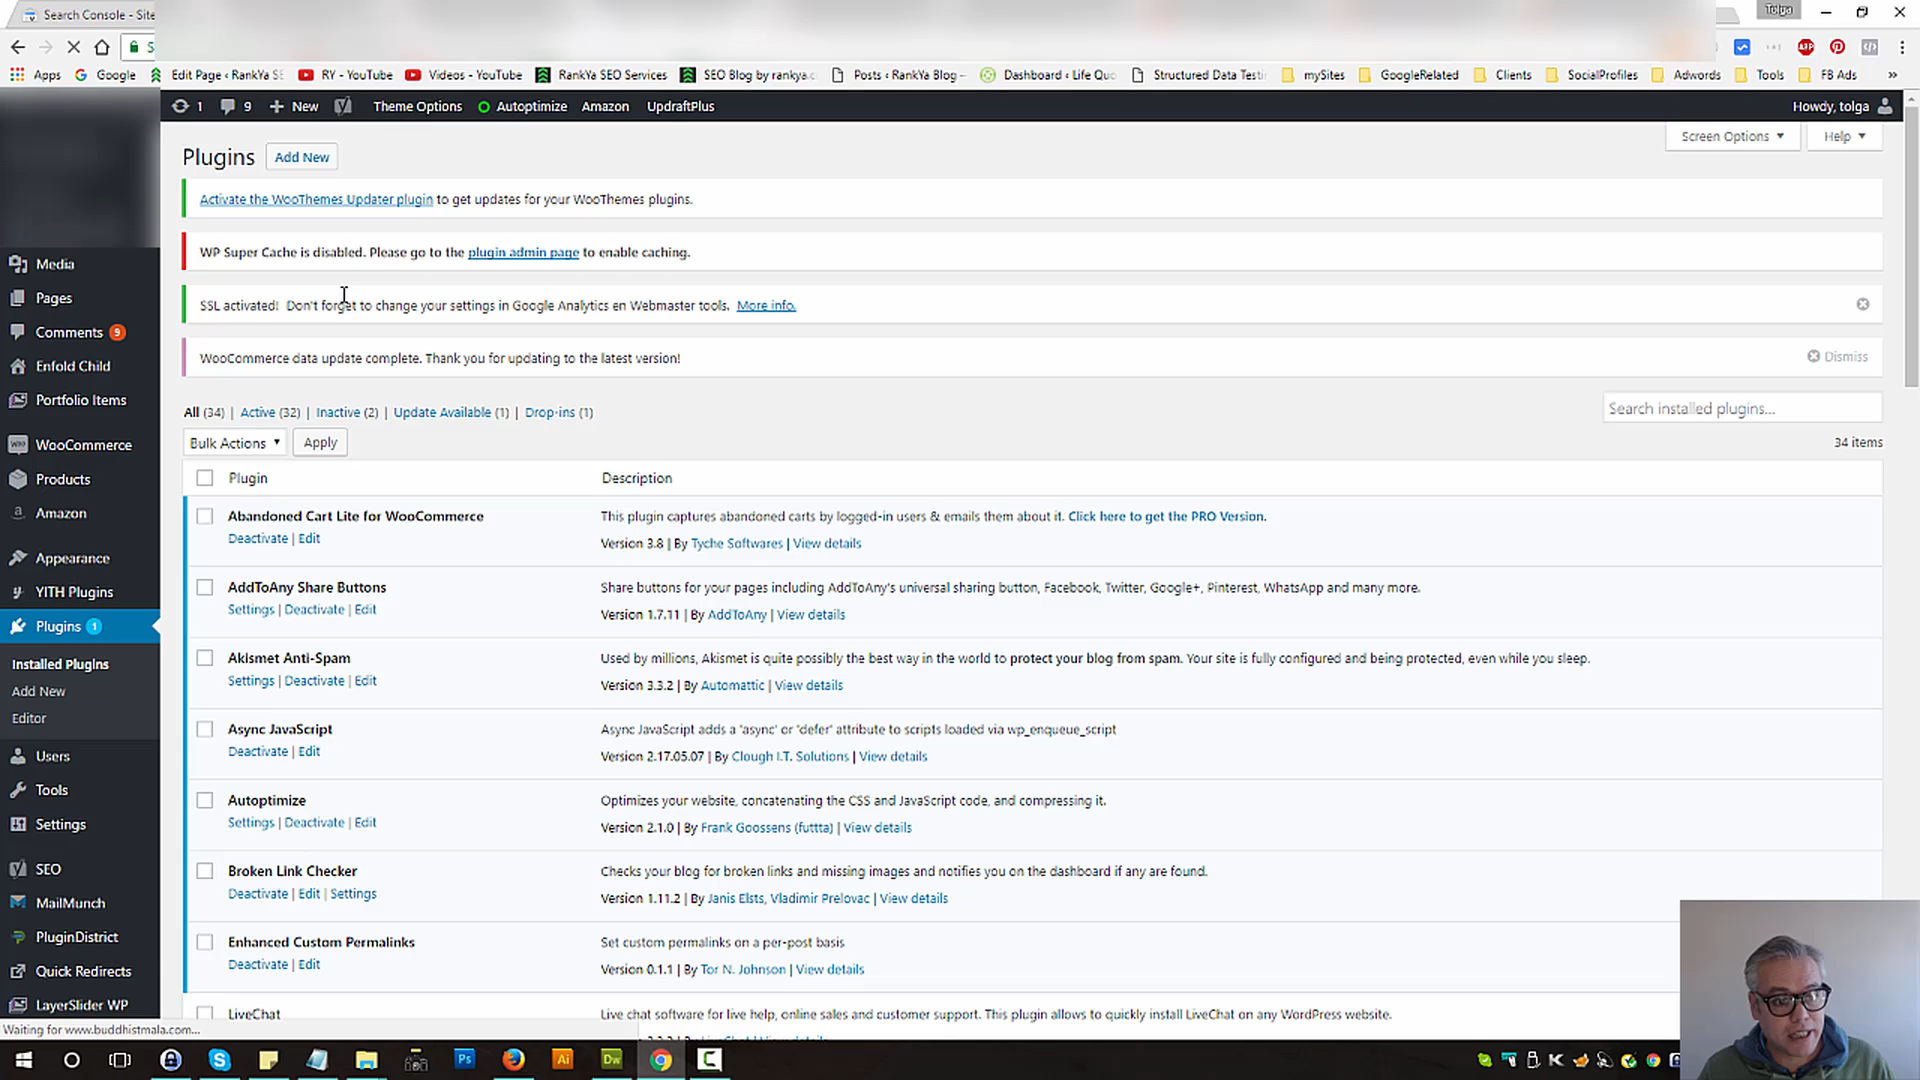 Search Console - Site
Tolga
S
Apps
Google
Edit Page ‹ RankYa SE
RY - YouTube
Videos - YouTube
RankYa SEO Services
SEO Blog by rankya.c
Posts ‹ RankYa Blog –
Dashboard ‹ Life Quo
Structured Data Testi
mySites
GoogleRelated
Clients
SocialProfiles
Adwords
Tools
FB Ads
»
1
9
+ New
Theme Options
Autoptimize
Amazon
UpdraftPlus
Howdy, tolga
Screen Options
Help
Plugins
Add New
Activate the WooThemes Updater plugin to get updates for your WooThemes plugins.
WP Super Cache is disabled. Please go to the plugin admin page to enable caching.
SSL activated! Don't forget to change your settings in Google Analytics en Webmaster tools. More info.
WooCommerce data update complete. Thank you for updating to the latest version!
Dismiss
All (34) | Active (32) | Inactive (2) | Update Available (1) | Drop-ins (1)
Search installed plugins...
Bulk Actions
Apply
34 items
Plugin
Description
Abandoned Cart Lite for WooCommerce
Deactivate | Edit
This plugin captures abandoned carts by logged-in users & emails them about it. Click here to get the PRO Version.
Version 3.8 | By Tyche Softwares | View details
AddToAny Share Buttons
Settings | Deactivate | Edit
Share buttons for your pages including AddToAny's universal sharing button, Facebook, Twitter, Google+, Pinterest, WhatsApp and many more.
Version 1.7.11 | By AddToAny | View details
Akismet Anti-Spam
Settings | Deactivate | Edit
Used by millions, Akismet is quite possibly the best way in the world to protect your blog from spam. Your site is fully configured and being protected, even while you sleep.
Version 3.3.2 | By Automattic | View details
Async JavaScript
Deactivate | Edit
Async JavaScript adds a 'async' or 'defer' attribute to scripts loaded via wp_enqueue_script
Version 2.17.05.07 | By Clough I.T. Solutions | View details
Autoptimize
Settings | Deactivate | Edit
Optimizes your website, concatenating the CSS and JavaScript code, and compressing it.
Version 2.1.0 | By Frank Goossens (futtta) | View details
Broken Link Checker
Deactivate | Edit | Settings
Checks your blog for broken links and missing images and notifies you on the dashboard if any are found.
Version 1.11.2 | By Janis Elsts, Vladimir Prelovac | View details
Enhanced Custom Permalinks
Deactivate | Edit
Set custom permalinks on a per-post basis
Version 0.1.1 | By Tor N. Johnson | View details
LiveChat
Live chat software for live help, online sales and customer support. This plugin allows to quickly install LiveChat on any WordPress website.
Media
Pages
Comments 9
Enfold Child
Portfolio Items
WooCommerce
Products
Amazon
Appearance
YITH Plugins
Plugins 1
Installed Plugins
Add New
Editor
Users
Tools
Settings
SEO
MailMunch
PluginDistrict
Quick Redirects
LayerSlider WP
Waiting for www.buddhistmala.com...
Ps
Ai
Dw